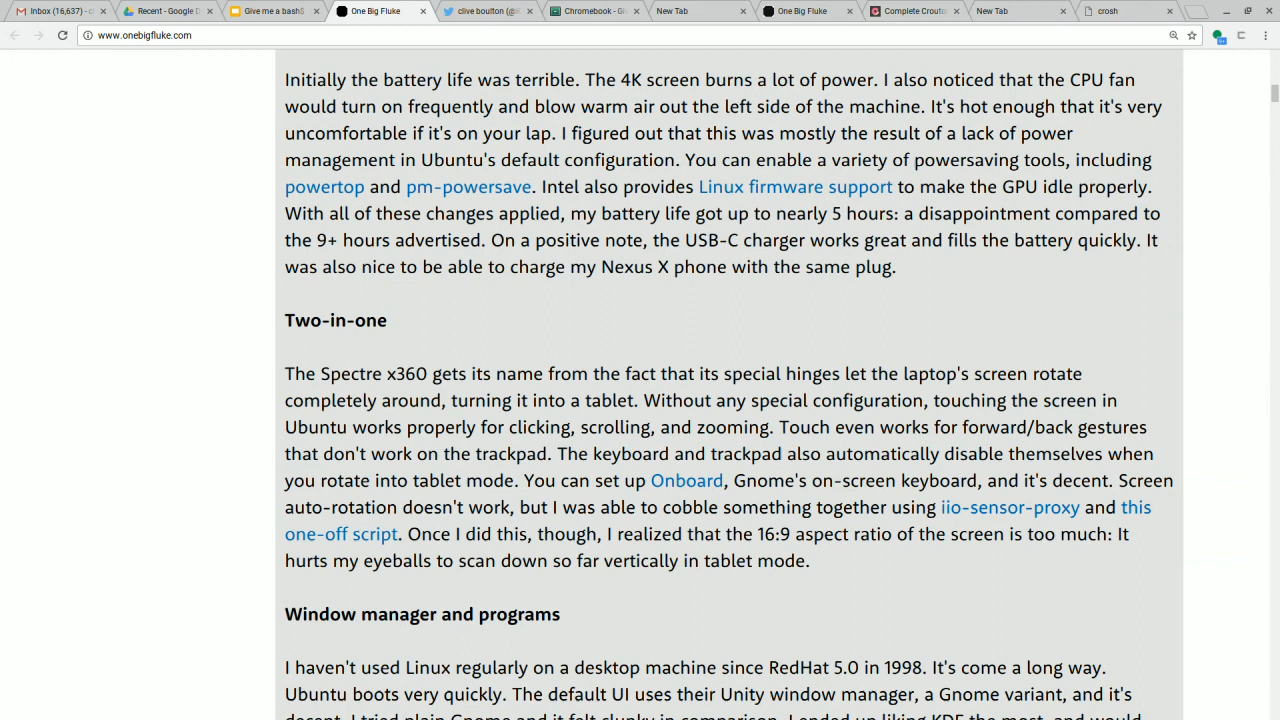 Inbox (16,637) - c
Recent - Google D
Give me a bash$
One Big Fluke
clive boulton (@
Chromebook - Gi
New Tab
One Big Fluke
Complete Crouto
New Tab
crosh
www.onebigfluke.com
Initially the battery life was terrible. The 4K screen burns a lot of power. I also noticed that the CPU fan
would turn on frequently and blow warm air out the left side of the machine. It's hot enough that it's very
uncomfortable if it's on your lap. I figured out that this was mostly the result of a lack of power
management in Ubuntu's default configuration. You can enable a variety of powersaving tools, including
powertop and pm-powersave. Intel also provides Linux firmware support to make the GPU idle properly.
With all of these changes applied, my battery life got up to nearly 5 hours: a disappointment compared to
the 9+ hours advertised. On a positive note, the USB-C charger works great and fills the battery quickly. It
was also nice to be able to charge my Nexus X phone with the same plug.
Two-in-one
The Spectre x360 gets its name from the fact that its special hinges let the laptop's screen rotate
completely around, turning it into a tablet. Without any special configuration, touching the screen in
Ubuntu works properly for clicking, scrolling, and zooming. Touch even works for forward/back gestures
that don't work on the trackpad. The keyboard and trackpad also automatically disable themselves when
you rotate into tablet mode. You can set up Onboard, Gnome's on-screen keyboard, and it's decent. Screen
auto-rotation doesn't work, but I was able to cobble something together using iio-sensor-proxy and this
one-off script. Once I did this, though, I realized that the 16:9 aspect ratio of the screen is too much: It
hurts my eyeballs to scan down so far vertically in tablet mode.
Window manager and programs
I haven't used Linux regularly on a desktop machine since RedHat 5.0 in 1998. It's come a long way.
Ubuntu boots very quickly. The default UI uses their Unity window manager, a Gnome variant, and it's
decent. I tried plain Gnome and it felt clunky in comparison. I ended up liking KDE the most, and would